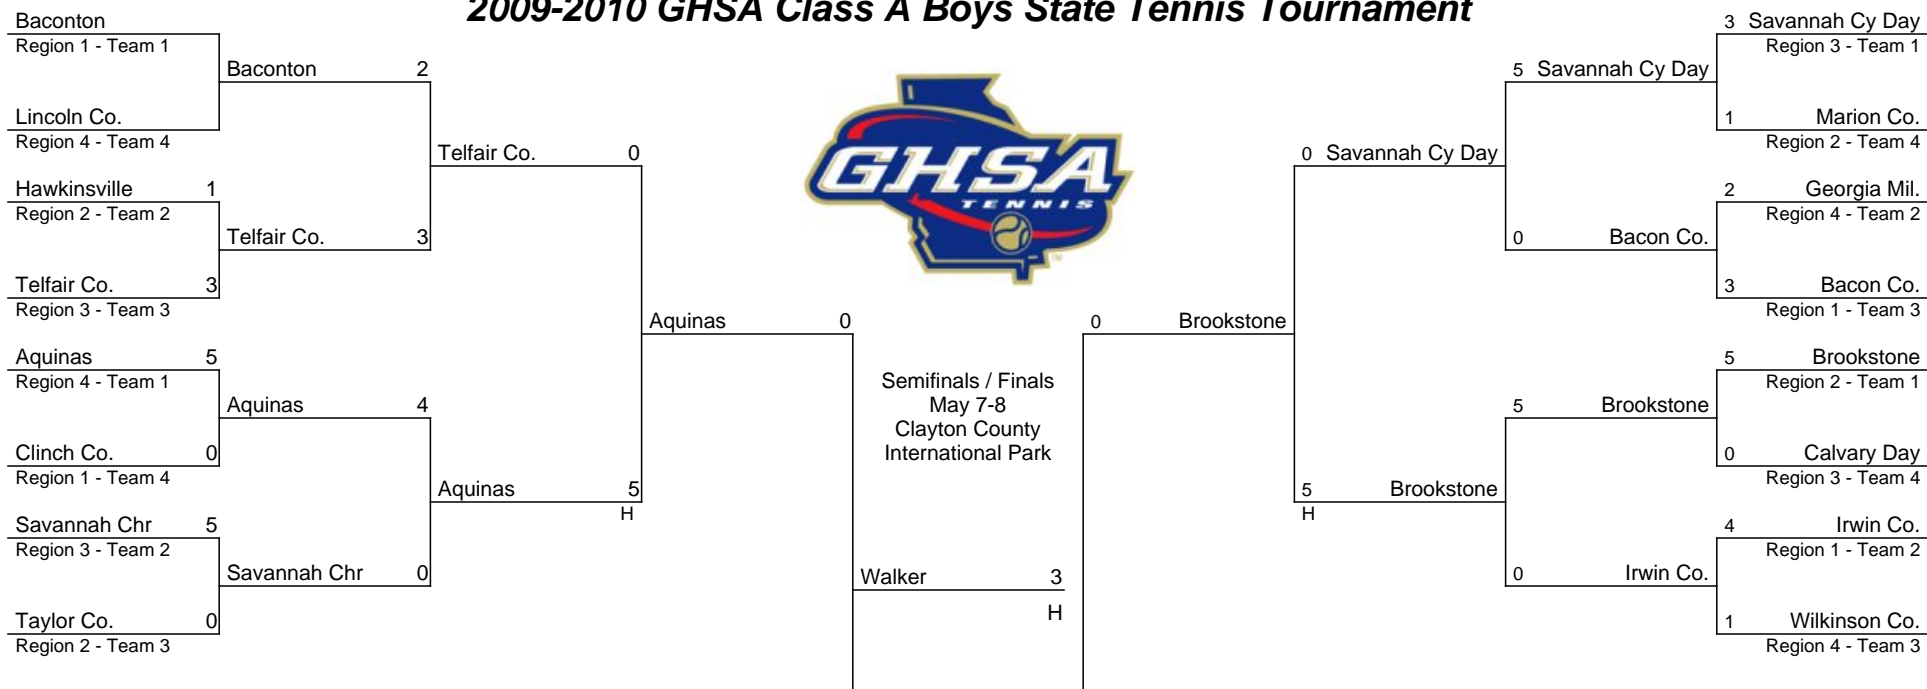 2009-2010 GHSA Class A Boys State Tennis Tournament
Baconton
Region 1 - Team 1
Baconton 2
Lincoln Co.
Region 4 - Team 4
Telfair Co. 0
Hawkinsville 1
Region 2 - Team 2
Telfair Co. 3
Telfair Co. 3
Region 3 - Team 3
Aquinas 0
Aquinas 5
Region 4 - Team 1
Aquinas 4
Clinch Co. 0
Region 1 - Team 4
Aquinas 5
H
Savannah Chr 5
Region 3 - Team 2
Savannah Chr 0
Taylor Co. 0
Region 2 - Team 3
GHSA
TENNIS
TM
Semifinals / Finals
May 7-8
Clayton County
International Park
Walker 3
H
3 Savannah Cy Day
Region 3 - Team 1
5 Savannah Cy Day
1 Marion Co.
Region 2 - Team 4
0 Savannah Cy Day
2 Georgia Mil.
Region 4 - Team 2
0 Bacon Co.
3 Bacon Co.
Region 1 - Team 3
0 Brookstone
5 Brookstone
Region 2 - Team 1
5 Brookstone
0 Calvary Day
Region 3 - Team 4
5 Brookstone
H
4 Irwin Co.
Region 1 - Team 2
0 Irwin Co.
1 Wilkinson Co.
Region 4 - Team 3